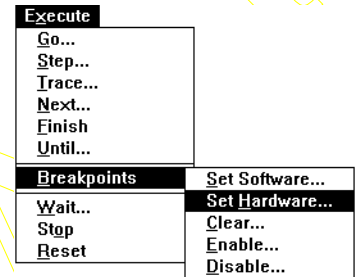 Execute
Go...
Step...
Trace...
Next...
Finish
Until...
Breakpoints
Set Software...
Set Hardware...
Clear...
Enable...
Disable...
Wait...
Stop
Reset